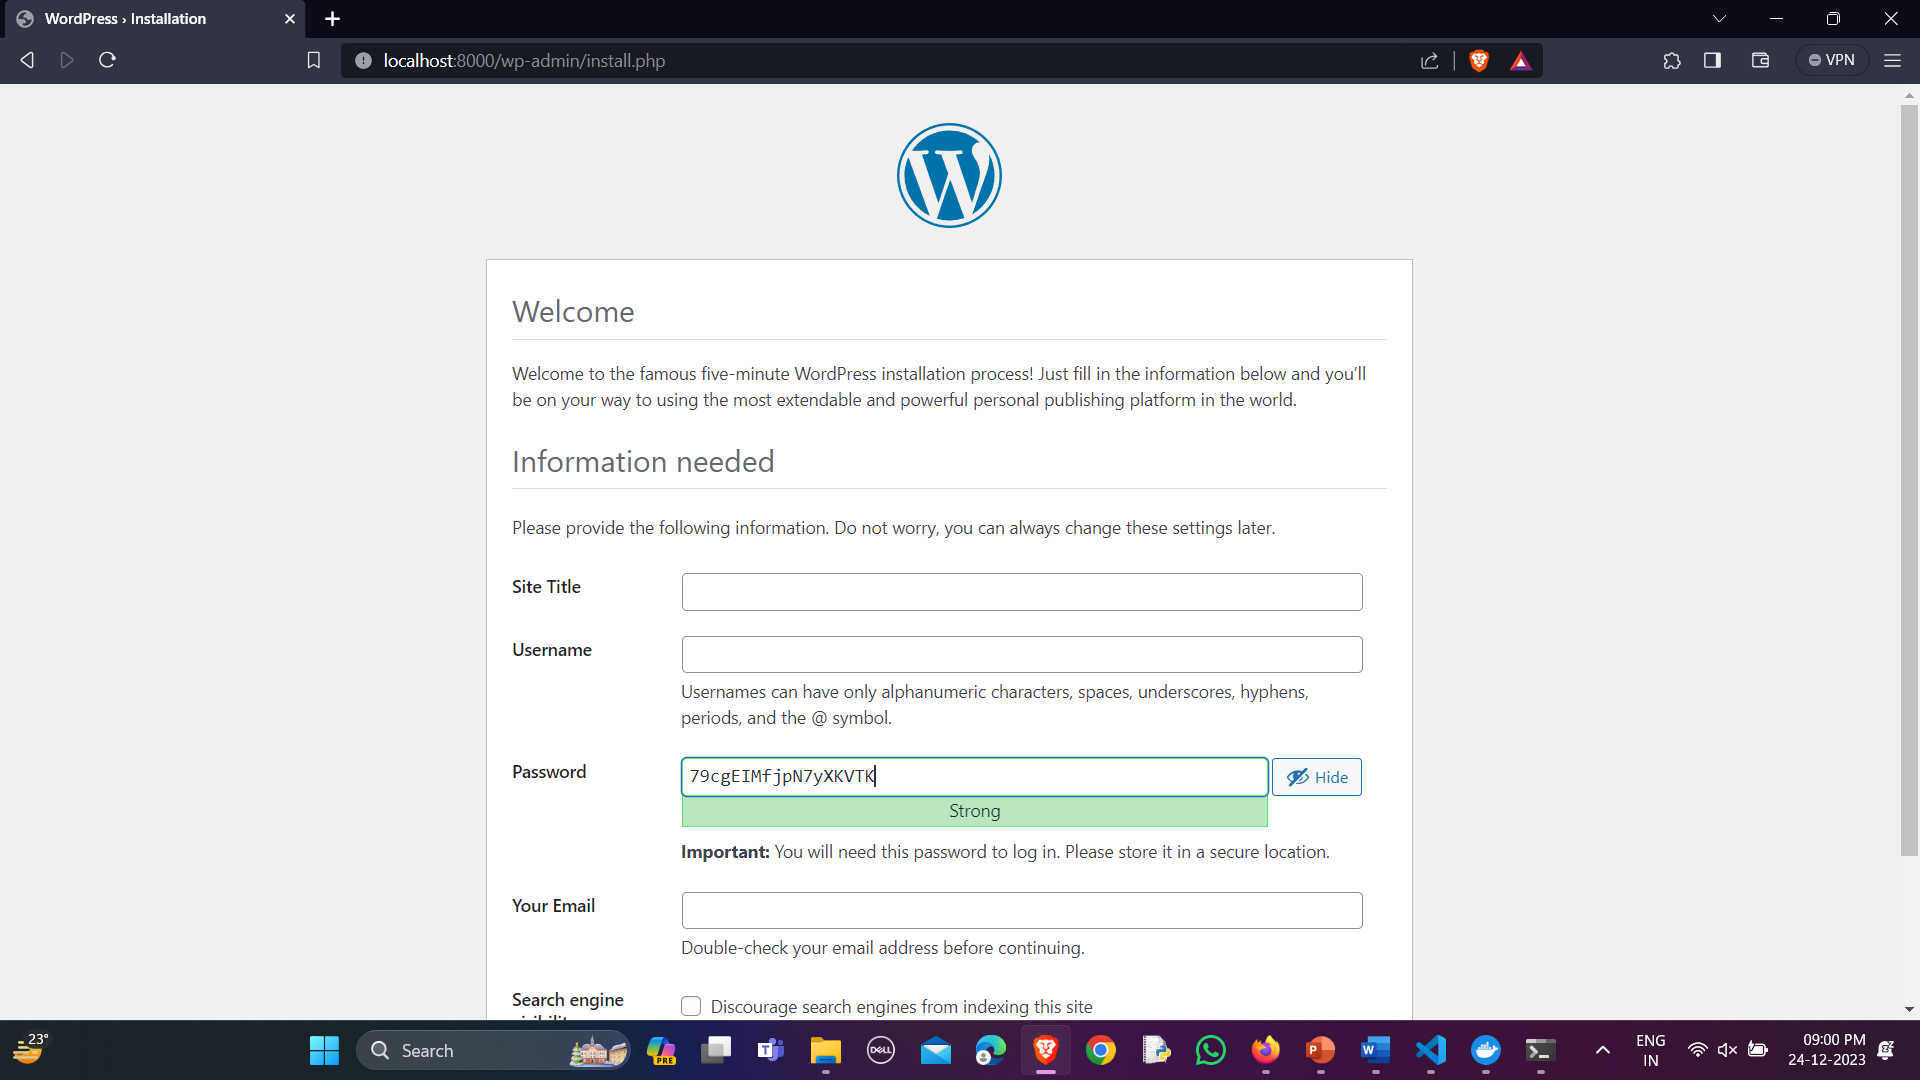 WordPress › Installation
localhost:8000/wp-admin/install.php
VPN
Welcome
Welcome to the famous five-minute WordPress installation process! Just fill in the information below and you'll
be on your way to using the most extendable and powerful personal publishing platform in the world.
Information needed
Please provide the following information. Do not worry, you can always change these settings later.
Site Title
Username
Usernames can have only alphanumeric characters, spaces, underscores, hyphens,
periods, and the @ symbol.
Password
79cgEIMfjpN7yXKVTK
Hide
Strong
Important: You will need this password to log in. Please store it in a secure location.
Your Email
Double-check your email address before continuing.
Search engine
Discourage search engines from indexing this site
23°
Search
PRE
DELL
ENG
IN
09:00 PM
24-12-2023